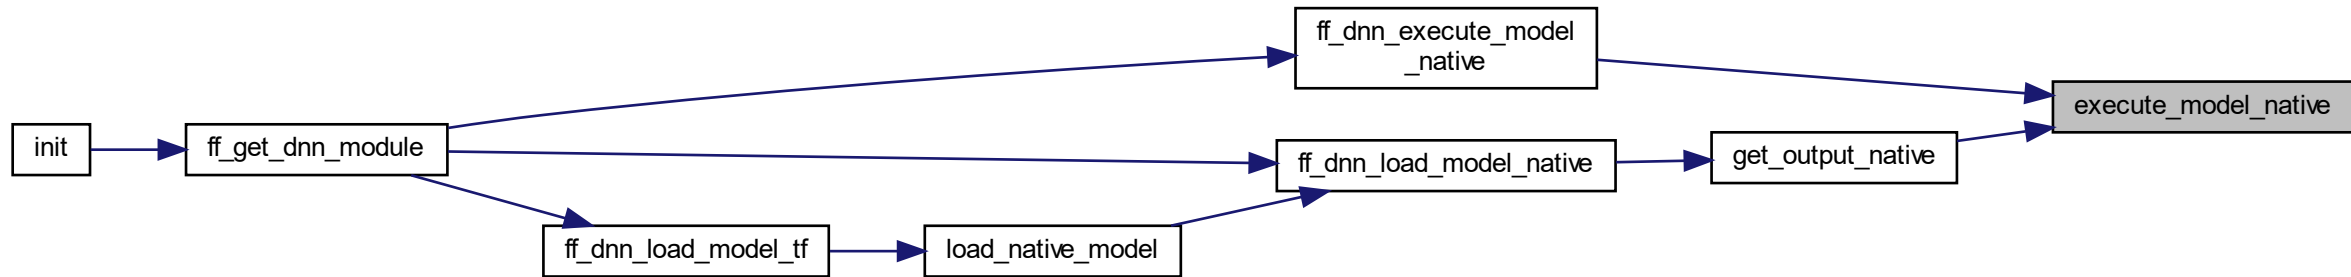 ff_dnn_execute_model
_native
execute_model_native
init
ff_get_dnn_module
ff_dnn_load_model_native
get_output_native
ff_dnn_load_model_tf
load_native_model